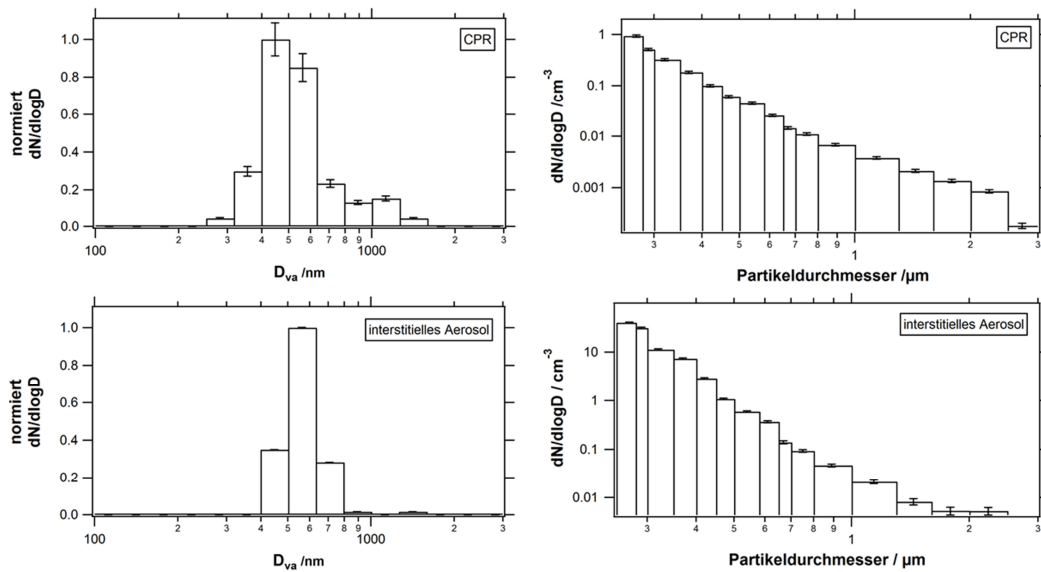 CPR
1.0
0.8
0.6
0.4
0.2
0.0
normiert
dN/dlogD
2 3 4 5 6 7 8 9 2 3
100 1000
Dva /nm
CPR
1
0.1
0.01
0.001
dN/dlogD /cm-3
3 4 5 6 7 8 9 2 3
1
Partikeldurchmesser /µm
interstitielles Aerosol
1.0
0.8
0.6
0.4
0.2
0.0
normiert
dN/dlogD
2 3 4 5 6 7 8 9 2 3
100 1000
Dva /nm
interstitielles Aerosol
10
1
0.1
0.01
dN/dlogD / cm-3
3 4 5 6 7 8 9 2 3
1
Partikeldurchmesser / µm